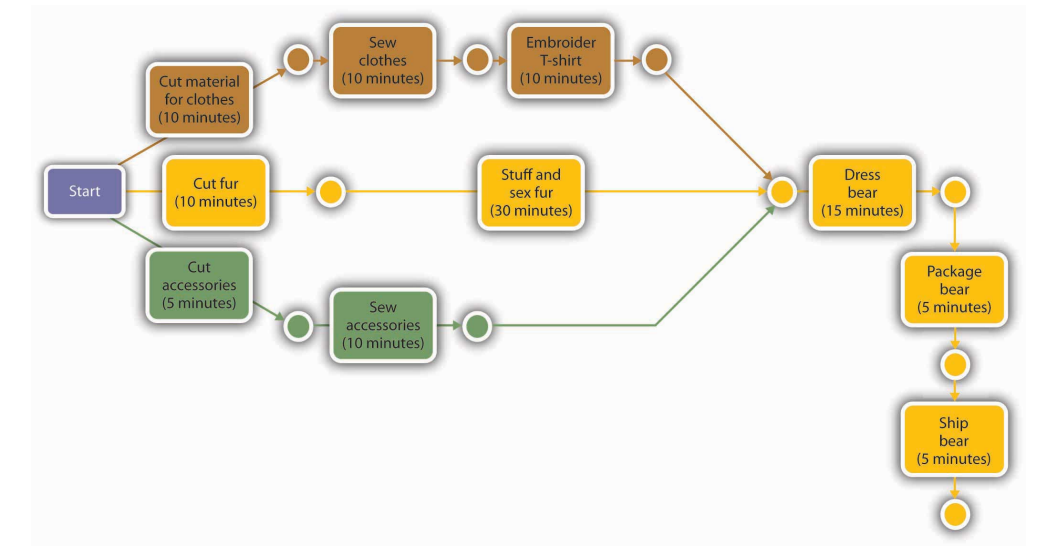 Sew
clothes
(10 minutes)
Embroider
T-shirt
(10 minutes)
Cut material
for clothes
(10 minutes)
Start
Cut fur
(10 minutes)
Stuff and
sex fur
(30 minutes)
Dress
bear
(15 minutes)
Cut
accessories
(5 minutes)
Sew
accessories
(10 minutes)
Package
bear
(5 minutes)
Ship
bear
(5 minutes)